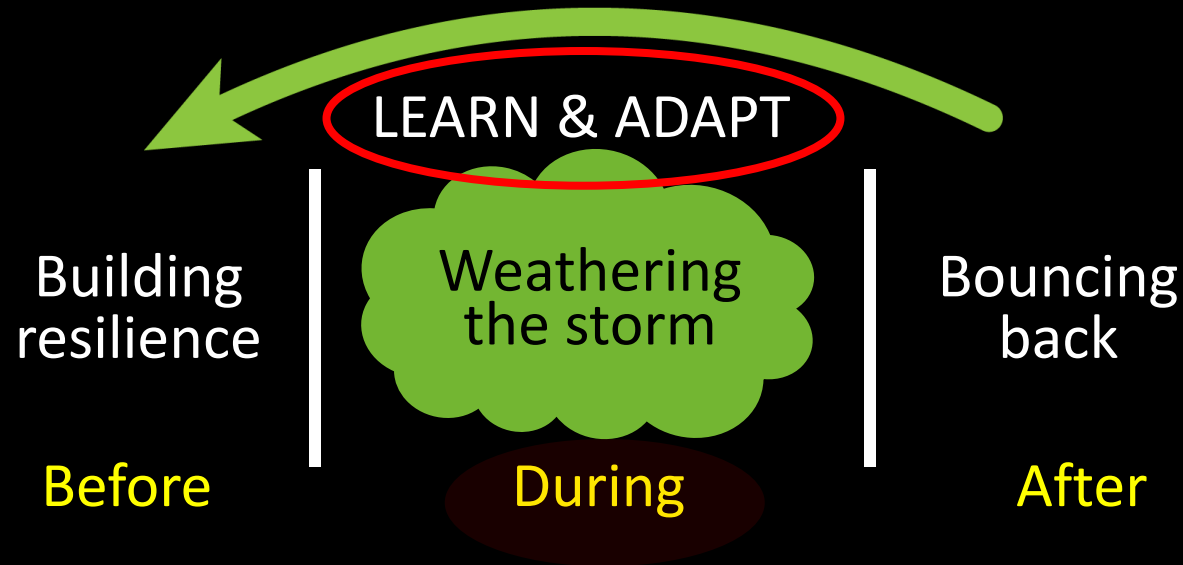 LEARN & ADAPT
Building
resilience
Weathering
the storm
Bouncing
back
Before
During
After